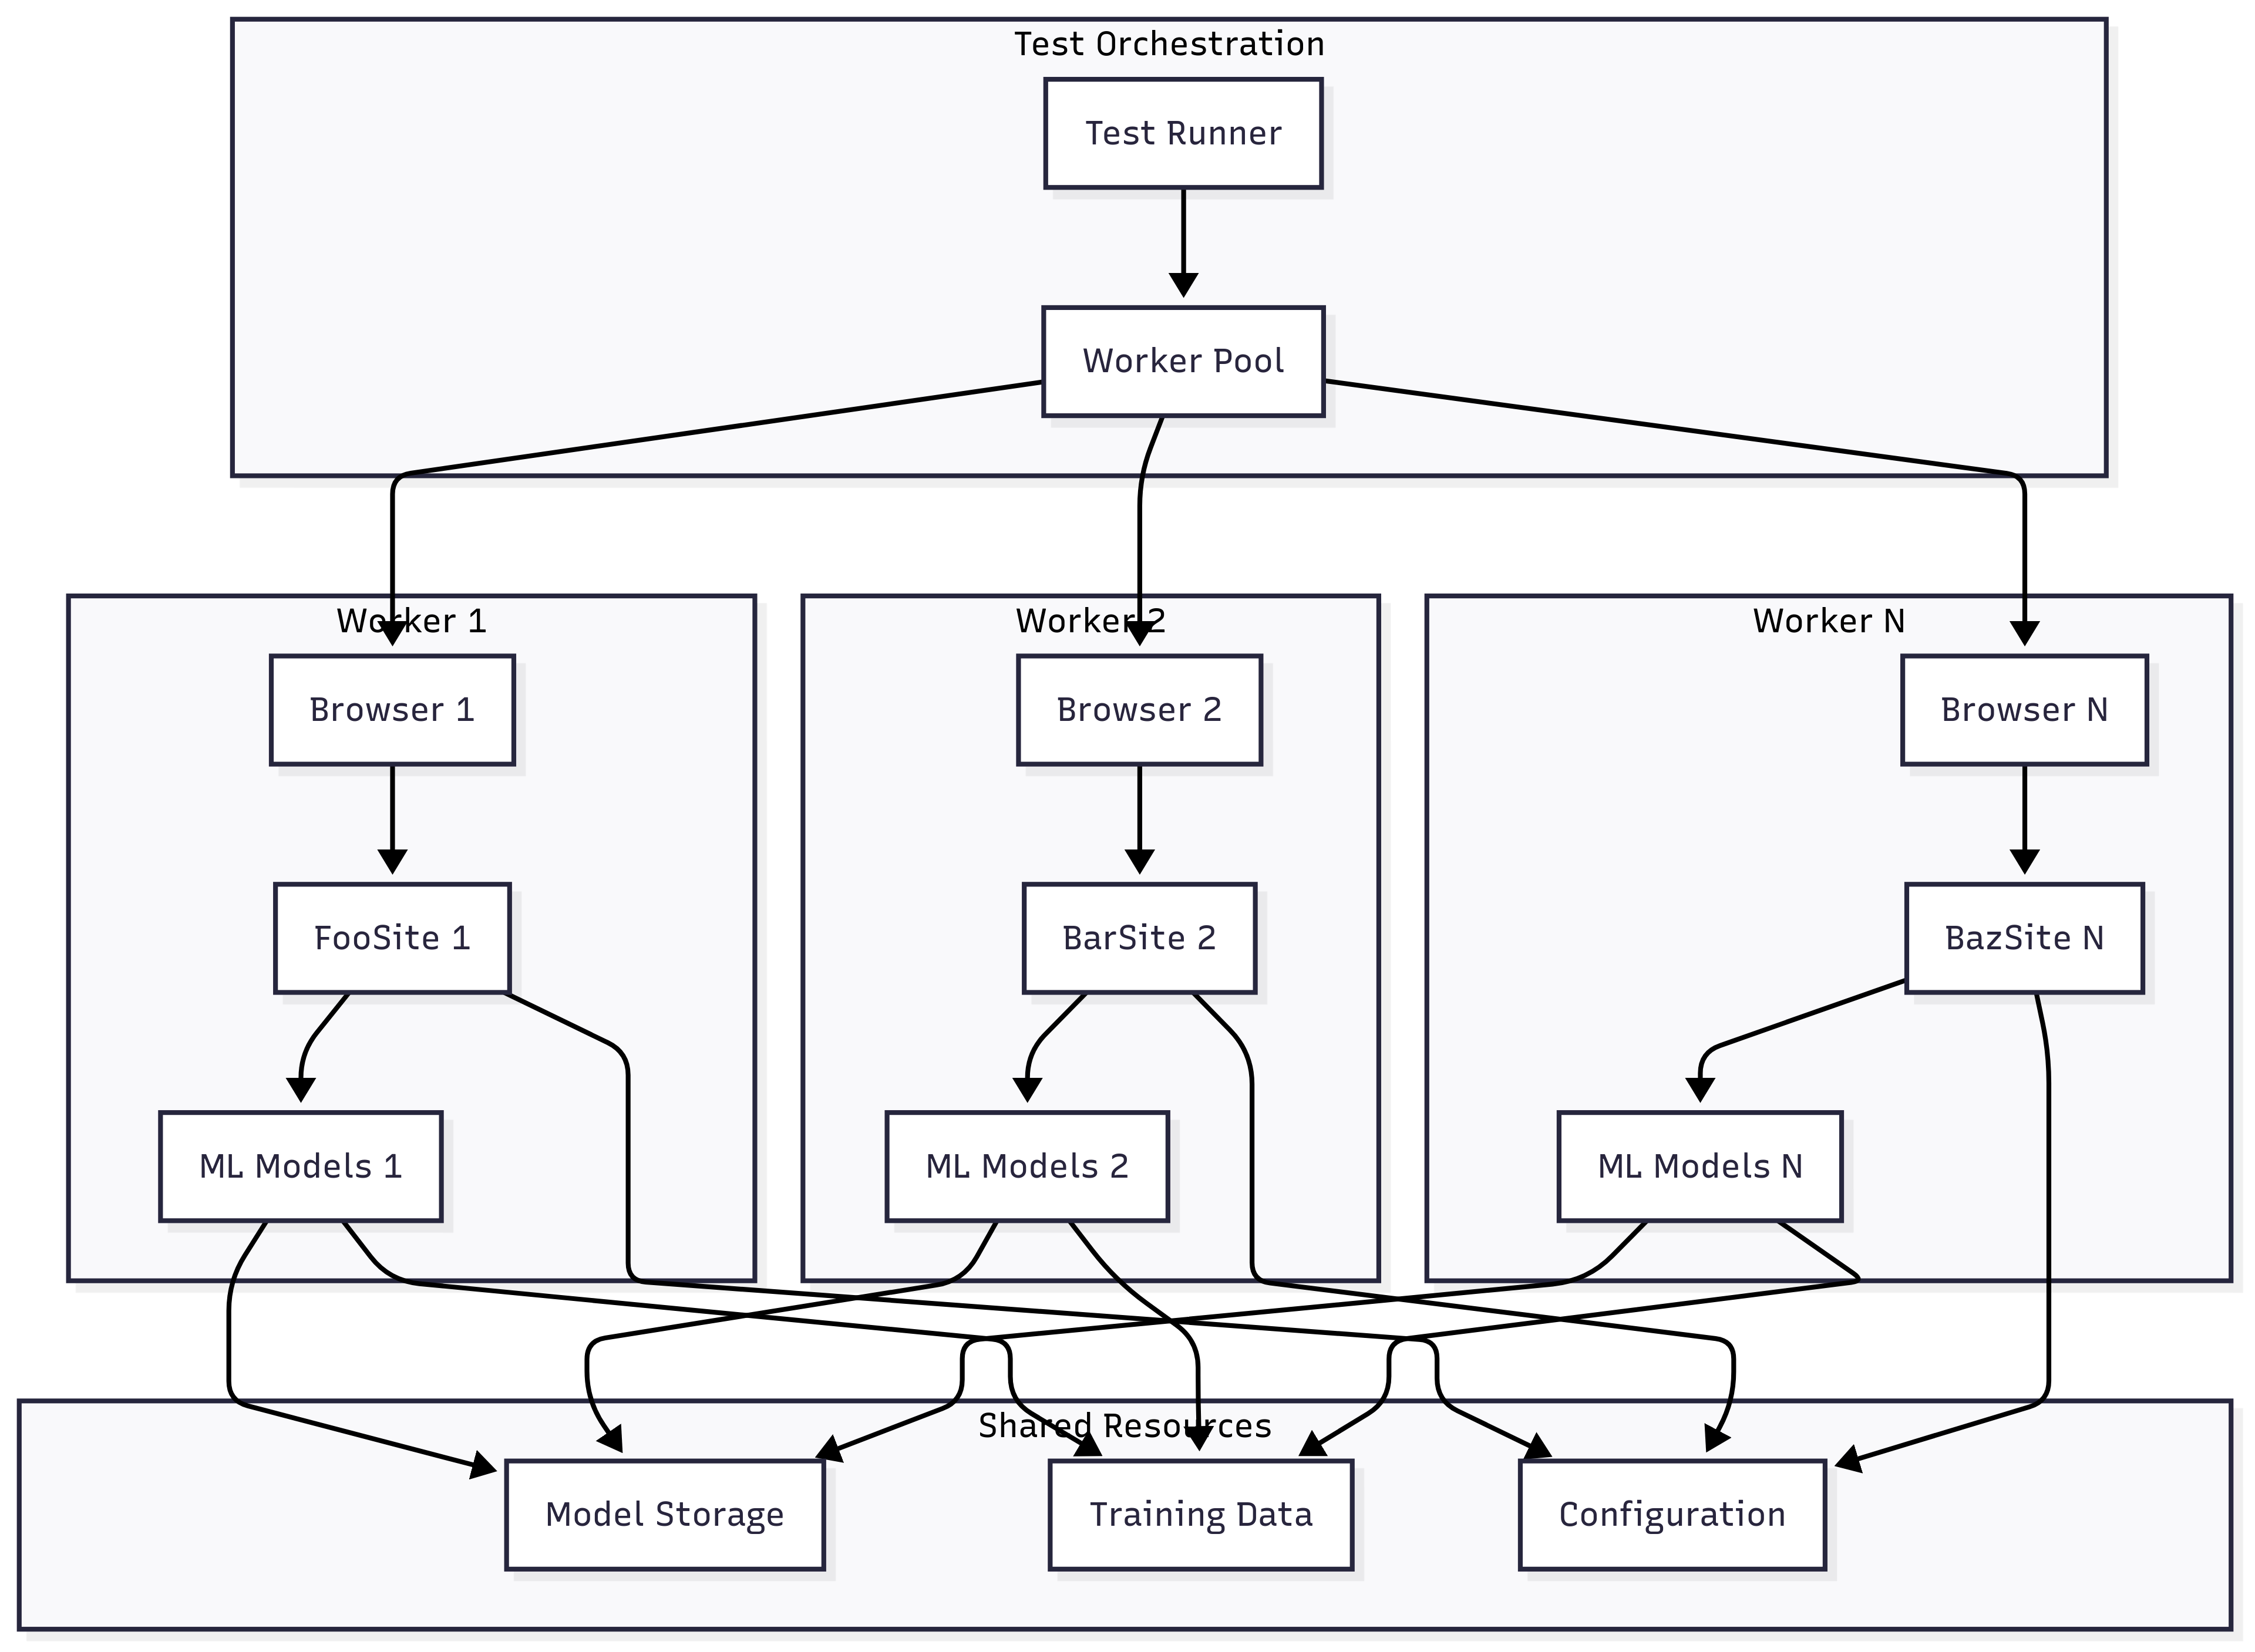 Test Orchestration
Test Runner
Worker Pool
Worker 1
Worker 2
Worker N
Browser 1
Browser 2
Browser N
FooSite 1
BarSite 2
BazSite N
ML Models 1
ML Models 2
ML Models N
Shared Resources
Model Storage
Training Data
Configuration